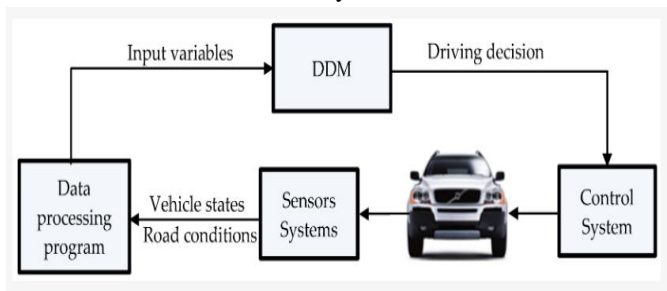 Input variables
DDM
Driving decision
Data
processing
program
Vehicle states
Road conditions
Sensors
Systems
Control
System